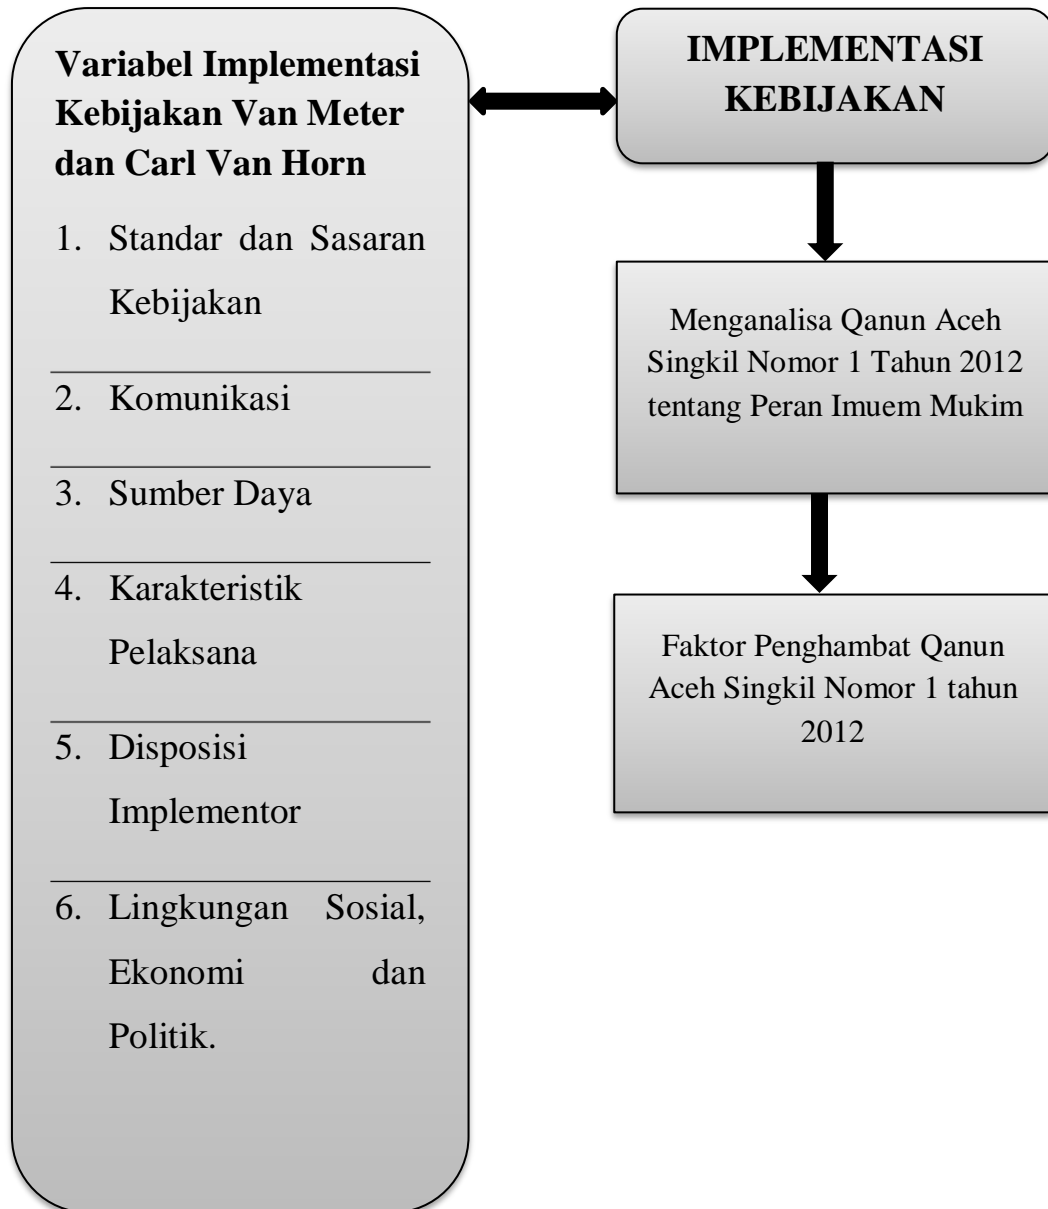 Variabel Implementasi
Kebijakan Van Meter
dan Carl Van Horn
1. Standar dan Sasaran
Kebijakan
2. Komunikasi
3. Sumber Daya
4. Karakteristik
Pelaksana
5. Disposisi
Implementor
6. Lingkungan Sosial,
Ekonomi dan
Politik.
IMPLEMENTASI
KEBIJAKAN
Menganalisa Qanun Aceh
Singkil Nomor 1 Tahun 2012
tentang Peran Imuem Mukim
Faktor Penghambat Qanun
Aceh Singkil Nomor 1 tahun
2012